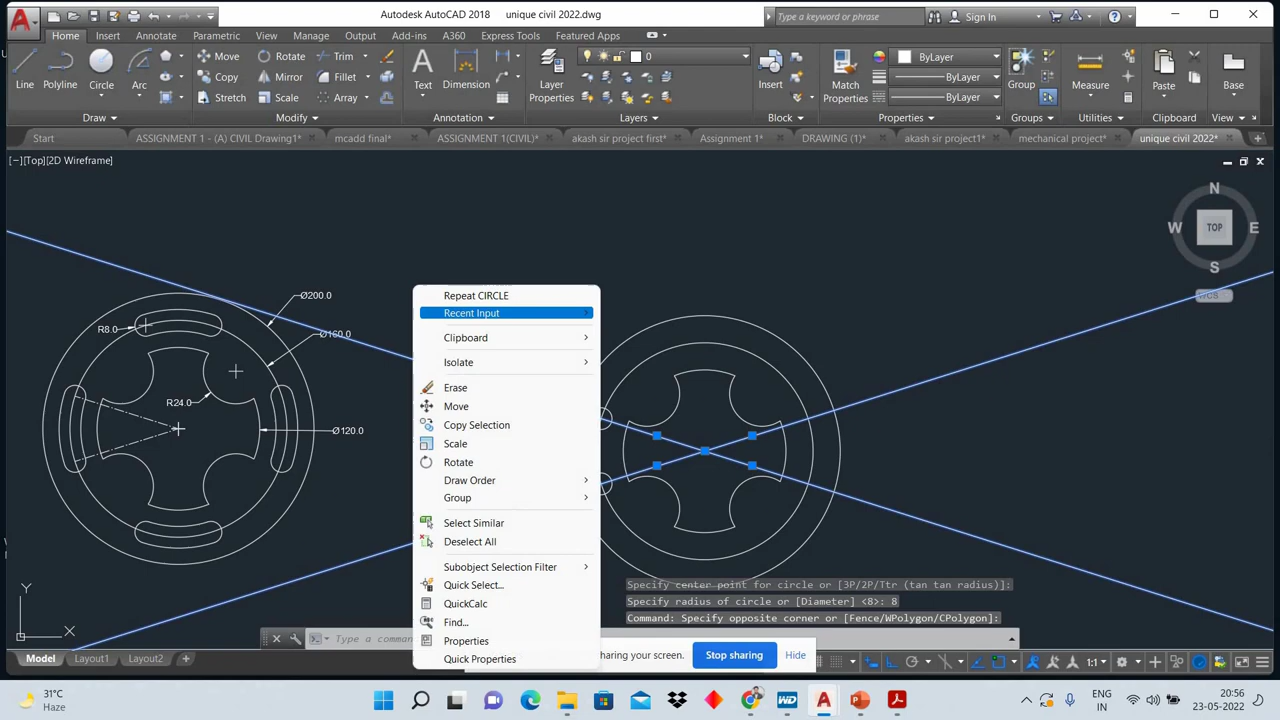 Autodesk AutoCAD 2018 unique civil 2022.dwg
Type a keyword or phrase
Sign In
Home Insert Annotate Parametric View Manage Output Add-ins A360 Express Tools Featured Apps
Line Polyline Circle Arc
Move Rotate Trim
Copy Mirror Fillet
Stretch Scale Array
Text Dimension
Layer
Properties
0
Insert
Match
Properties
ByLayer
ByLayer
ByLayer
Group
Measure
Paste
Base
Draw Modify Annotation Layers Block Properties Groups Utilities Clipboard View
Start ASSIGNMENT 1 - (A) CIVIL Drawing1* mcadd final* ASSIGNMENT 1(CIVIL)* akash sir project first* Assignment 1* DRAWING (1)* akash sir project1* mechanical project* unique civil 2022*
[−][Top][2D Wireframe]
N
W TOP E
S
WCS
Ø200.0
R8.0
Ø160.0
R24.0
Ø120.0
Y
X
Repeat CIRCLE
Recent Input
Clipboard
Isolate
Erase
Move
Copy Selection
Scale
Rotate
Draw Order
Group
Select Similar
Deselect All
Subobject Selection Filter
Quick Select...
QuickCalc
Find...
Properties
Quick Properties
Specify center point for circle or [3P/2P/Ttr (tan tan radius)]:
Specify radius of circle or [Diameter] <8>: 8
Command: Specify opposite corner or [Fence/WPolygon/CPolygon]:
Type a comma
Model Layout1 Layout2 +
sharing your screen. Stop sharing Hide
1:1
31°C
Haze
ENG
IN
20:56
23-05-2022